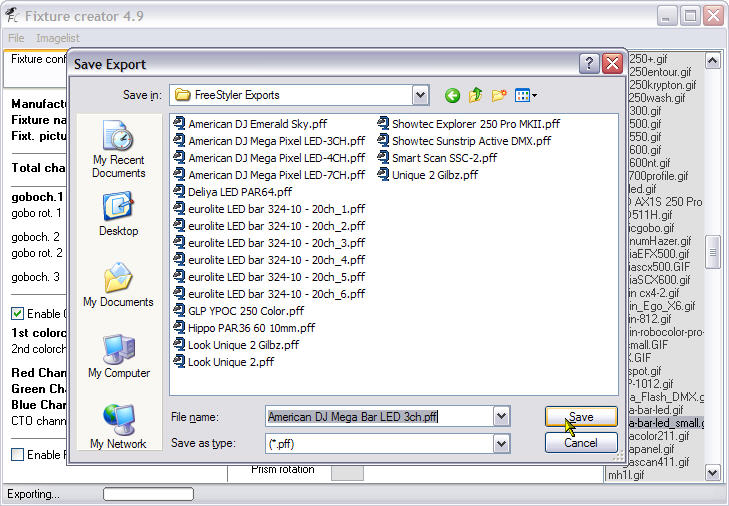 Fixture creator 4.9
File Imagelist
Fixture conf
Manufactu
Fixture na
Fixt. pictu
Total cha
goboch.1
gobo rot. 1
goboch. 2
gobo rot. 2
goboch. 3
Enable
1st colorc
2nd colorch
Red Chan
Green Cha
Blue Chan
CTO chann
Enable F
Prism rotation
Exporting...
Save Export
Save in: FreeStyler Exports
My Recent
Documents
Desktop
My Documents
My Computer
My Network
American DJ Emerald Sky.pff
American DJ Mega Pixel LED-3CH.pff
American DJ Mega Pixel LED-4CH.pff
American DJ Mega Pixel LED-7CH.pff
Deliya LED PAR64.pff
eurolite LED bar 324-10 - 20ch_1.pff
eurolite LED bar 324-10 - 20ch_2.pff
eurolite LED bar 324-10 - 20ch_3.pff
eurolite LED bar 324-10 - 20ch_4.pff
eurolite LED bar 324-10 - 20ch_5.pff
eurolite LED bar 324-10 - 20ch_6.pff
GLP YPOC 250 Color.pff
Hippo PAR36 60 10mm.pff
Look Unique 2 Gilbz.pff
Look Unique 2.pff
Showtec Explorer 250 Pro MKII.pff
Showtec Sunstrip Active DMX.pff
Smart Scan SSC-2.pff
Unique 2 Gilbz.pff
File name: American DJ Mega Bar LED 3ch.pff
Save
Save as type: (*.pff)
Cancel
250+.gif
250entour.gif
250krypton.gif
250wash.gif
300.gif
500.gif
550.gif
600.gif
600nt.gif
700profile.gif
led.gif
D AX1S 250 Pro
D511H.gif
icgobo.gif
numHazer.gif
iaEFX500.gif
iascx500.GIF
iaSCX600.gif
in cx4-2.gif
in_Ego_X6.gif
in-812.gif
in-robocolor-pro-
small.GIF
X.GIF
spot.gif
P-1012.gif
a_Flash_DMX.gif
a-bar-led.gif
a-bar-led_small.g
acolor211.gif
apanel.gif
ascan411.gif
mh1l.gif